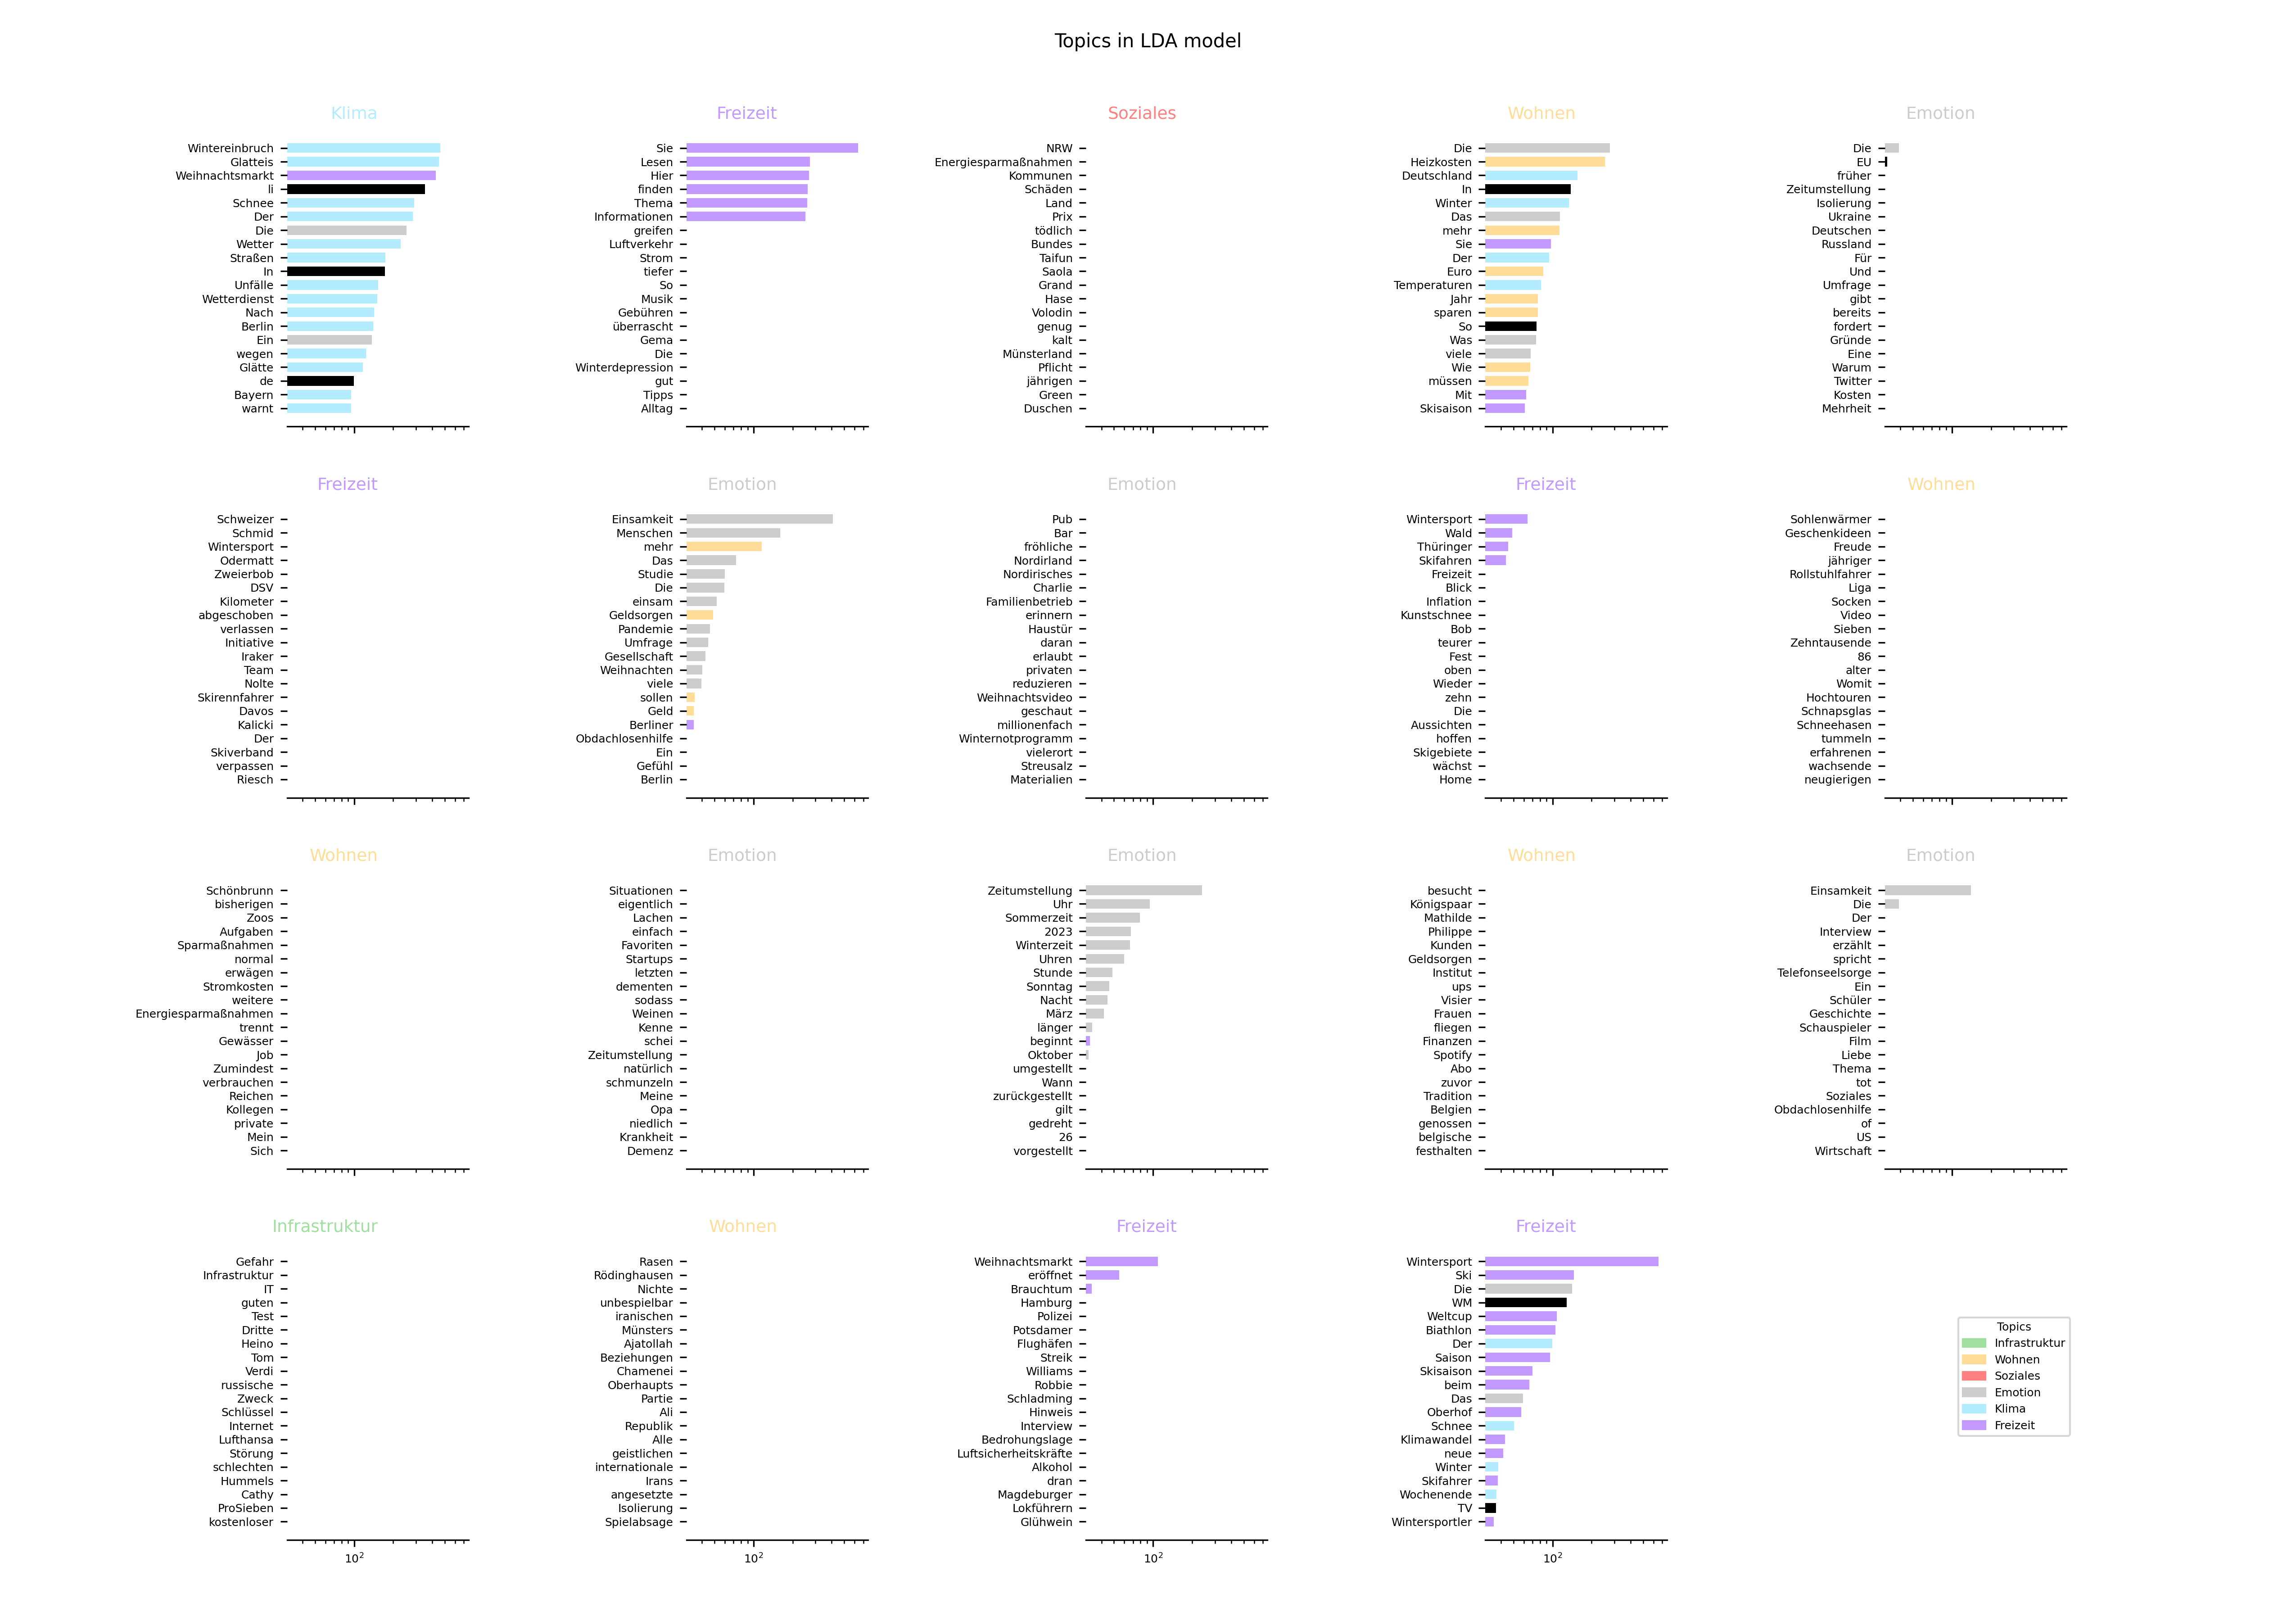 Topics in LDA model
Klima
Wintereinbruch
Glatteis
Weihnachtsmarkt
li
Schnee
Der
Die
Wetter
Straßen
In
Unfälle
Wetterdienst
Nach
Berlin
Ein
wegen
Glätte
de
Bayern
warnt
Freizeit
Sie
Lesen
Hier
finden
Thema
Informationen
greifen
Luftverkehr
Strom
tiefer
So
Musik
Gebühren
überrascht
Gema
Die
Winterdepression
gut
Tipps
Alltag
Soziales
NRW
Energiesparmaßnahmen
Kommunen
Schäden
Land
Prix
tödlich
Bundes
Taifun
Saola
Grand
Hase
Volodin
genug
kalt
Münsterland
Pflicht
jährigen
Green
Duschen
Wohnen
Die
Heizkosten
Deutschland
In
Winter
Das
mehr
Sie
Der
Euro
Temperaturen
Jahr
sparen
So
Was
viele
Wie
müssen
Mit
Skisaison
Emotion
Die
EU
früher
Zeitumstellung
Isolierung
Ukraine
Deutschen
Russland
Für
Und
Umfrage
gibt
bereits
fordert
Gründe
Eine
Warum
Twitter
Kosten
Mehrheit
Freizeit
Schweizer
Schmid
Wintersport
Odermatt
Zweierbob
DSV
Kilometer
abgeschoben
verlassen
Initiative
Iraker
Team
Nolte
Skirennfahrer
Davos
Kalicki
Der
Skiverband
verpassen
Riesch
Emotion
Einsamkeit
Menschen
mehr
Das
Studie
Die
einsam
Geldsorgen
Pandemie
Umfrage
Gesellschaft
Weihnachten
viele
sollen
Geld
Berliner
Obdachlosenhilfe
Ein
Gefühl
Berlin
Emotion
Pub
Bar
fröhliche
Nordirland
Nordirisches
Charlie
Familienbetrieb
erinnern
Haustür
daran
erlaubt
privaten
reduzieren
Weihnachtsvideo
geschaut
millionenfach
Winternotprogramm
vielerort
Streusalz
Materialien
Freizeit
Wintersport
Wald
Thüringer
Skifahren
Freizeit
Blick
Inflation
Kunstschnee
Bob
teurer
Fest
oben
Wieder
zehn
Die
Aussichten
hoffen
Skigebiete
wächst
Home
Wohnen
Sohlenwärmer
Geschenkideen
Freude
jähriger
Rollstuhlfahrer
Liga
Socken
Video
Sieben
Zehntausende
86
alter
Womit
Hochtouren
Schnapsglas
Schneehasen
tummeln
erfahrenen
wachsende
neugierigen
Wohnen
Schönbrunn
bisherigen
Zoos
Aufgaben
Sparmaßnahmen
normal
erwägen
Stromkosten
weitere
Energiesparmaßnahmen
trennt
Gewässer
Job
Zumindest
verbrauchen
Reichen
Kollegen
private
Mein
Sich
Emotion
Situationen
eigentlich
Lachen
einfach
Favoriten
Startups
letzten
dementen
sodass
Weinen
Kenne
schei
Zeitumstellung
natürlich
schmunzeln
Meine
Opa
niedlich
Krankheit
Demenz
Emotion
Zeitumstellung
Uhr
Sommerzeit
2023
Winterzeit
Uhren
Stunde
Sonntag
Nacht
März
länger
beginnt
Oktober
umgestellt
Wann
zurückgestellt
gilt
gedreht
26
vorgestellt
Wohnen
besucht
Königspaar
Mathilde
Philippe
Kunden
Geldsorgen
Institut
ups
Visier
Frauen
fliegen
Finanzen
Spotify
Abo
zuvor
Tradition
Belgien
genossen
belgische
festhalten
Emotion
Einsamkeit
Die
Der
Interview
erzählt
spricht
Telefonseelsorge
Ein
Schüler
Geschichte
Schauspieler
Film
Liebe
Thema
tot
Soziales
Obdachlosenhilfe
of
US
Wirtschaft
Infrastruktur
Gefahr
Infrastruktur
IT
guten
Test
Dritte
Heino
Tom
Verdi
russische
Zweck
Schlüssel
Internet
Lufthansa
Störung
schlechten
Hummels
Cathy
ProSieben
kostenloser
10²
Wohnen
Rasen
Rödinghausen
Nichte
unbespielbar
iranischen
Münsters
Ajatollah
Beziehungen
Chamenei
Oberhaupts
Partie
Ali
Republik
Alle
geistlichen
internationale
Irans
angesetzte
Isolierung
Spielabsage
10²
Freizeit
Weihnachtsmarkt
eröffnet
Brauchtum
Hamburg
Polizei
Potsdamer
Flughäfen
Streik
Williams
Robbie
Schladming
Hinweis
Interview
Bedrohungslage
Luftsicherheitskräfte
Alkohol
dran
Magdeburger
Lokführern
Glühwein
10²
Freizeit
Wintersport
Ski
Die
WM
Weltcup
Biathlon
Der
Saison
Skisaison
beim
Das
Oberhof
Schnee
Klimawandel
neue
Winter
Skifahrer
Wochenende
TV
Wintersportler
10²
Topics
Infrastruktur
Wohnen
Soziales
Emotion
Klima
Freizeit